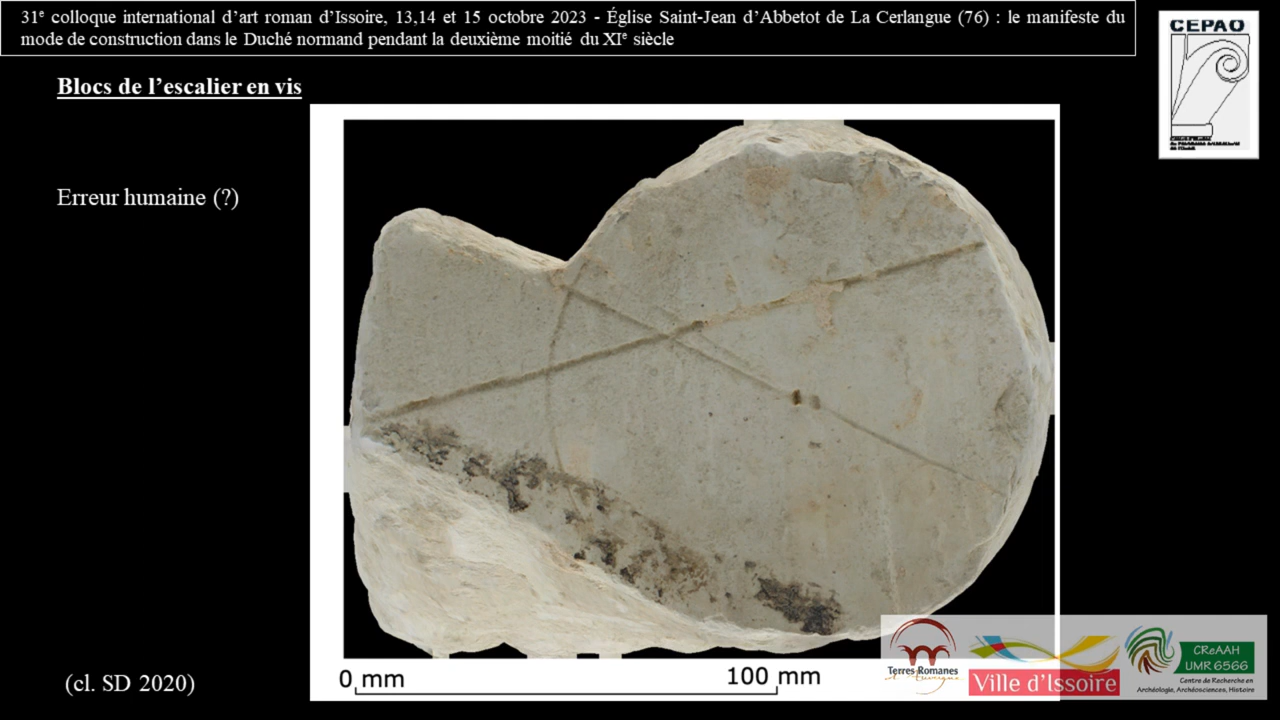 31e colloque international d'art roman d'Issoire, 13,14 et 15 octobre 2023 - Église Saint-Jean d'Abbetot de La Cerlangue (76) : le manifeste du
mode de construction dans le Duché normand pendant la deuxième moitié du XIe siècle
CEPAO
Blocs de l'escalier en vis
Erreur humaine (?)
(cl. SD 2020)
0 mm
100 mm
Terres Romanes
d'Auvergne
Ville d'Issoire
CReAAH
UMR 6566
Centre de Recherche en
Archéologie, Archéosciences, Histoire